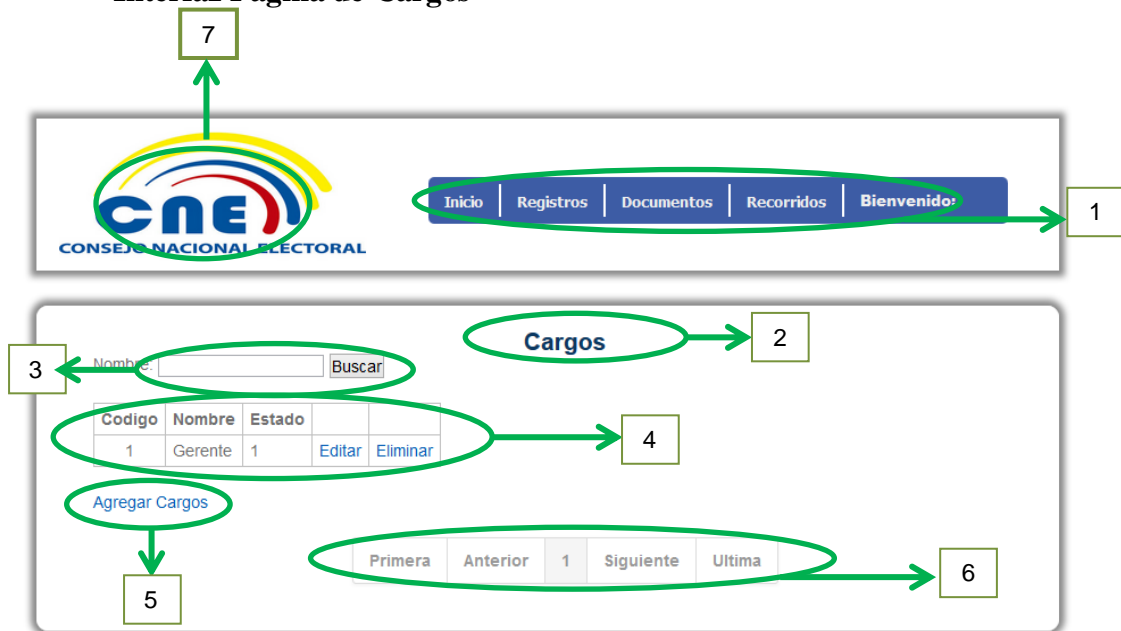 Interfaz Página de Cargos
7
cne
CONSEJO NACIONAL ELECTORAL
Inicio Registros Documentos Recorridos Bienvenido:
1
Cargos
2
3
Nombre: Buscar
Codigo Nombre Estado
1 Gerente 1 Editar Eliminar
4
Agregar Cargos
Primera Anterior 1 Siguiente Ultima
6
5